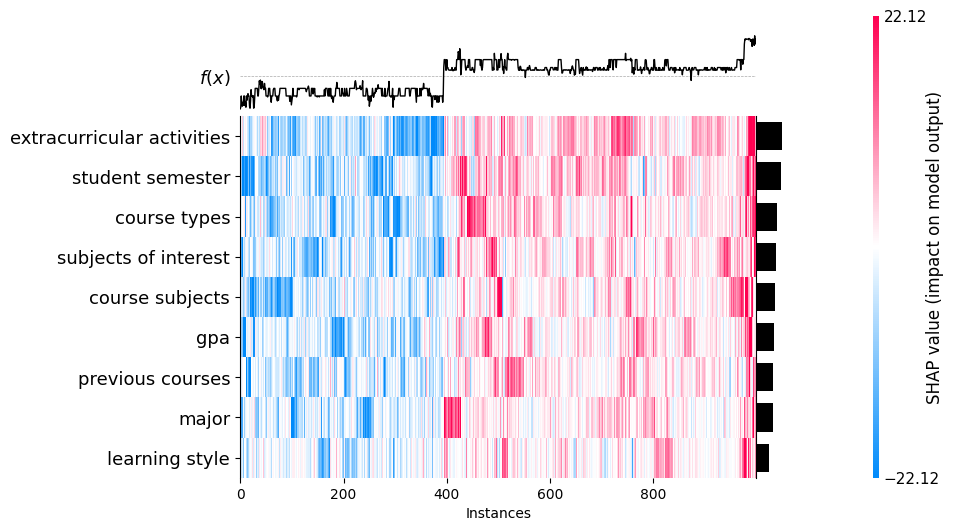 22.12
f(x)
extracurricular activities
student semester
course types
subjects of interest
course subjects
gpa
previous courses
major
learning style
0 200 400 600 800
Instances
SHAP value (impact on model output)
−22.12